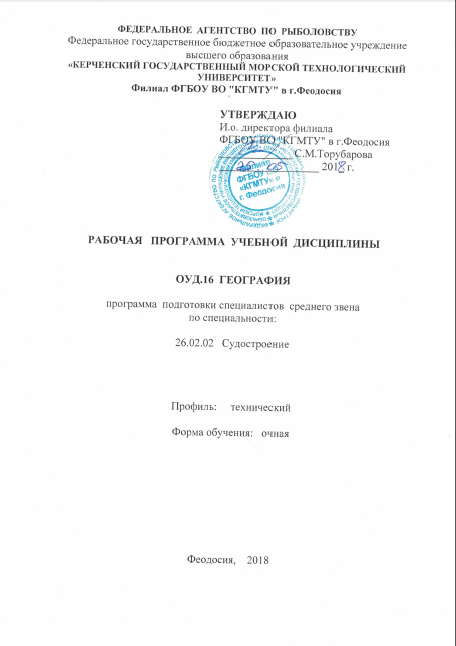 ФЕДЕРАЛЬНОЕ АГЕНТСТВО ПО РЫБОЛОВСТВУ
Федеральное государственное бюджетное образовательное учреждение
высшего образования
«КЕРЧЕНСКИЙ ГОСУДАРСТВЕННЫЙ МОРСКОЙ ТЕХНОЛОГИЧЕСКИЙ
УНИВЕРСИТЕТ»
Филиал ФГБОУ ВО "КГМТУ" в г.Феодосия
УТВЕРЖДАЮ
И.о. директора филиала
ФГБОУ ВО "КГМТУ" в г.Феодосия
С.М.Торубарова
2018 г.
Филиал
ФГБОУ
«КГМТУ» в
г. Феодосия
РАБОЧАЯ ПРОГРАММА УЧЕБНОЙ ДИСЦИПЛИНЫ
ОУД.16 ГЕОГРАФИЯ
программа подготовки специалистов среднего звена
по специальности:
26.02.02 Судостроение
Профиль: технический
Форма обучения: очная
Феодосия, 2018